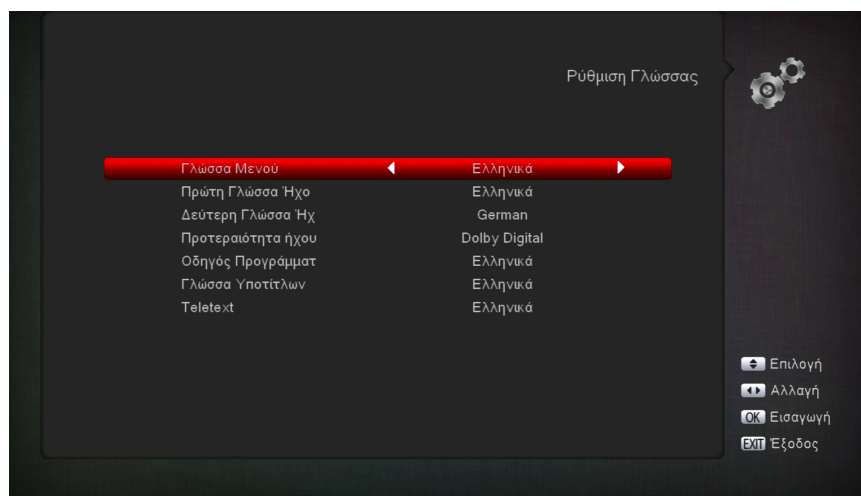 Ρύθμιση Γλώσσας
Γλώσσα Μενού Ελληνικά
Πρώτη Γλώσσα Ήχο Ελληνικά
Δεύτερη Γλώσσα Ήχ German
Προτεραιότητα ήχου Dolby Digital
Οδηγός Προγράμματ Ελληνικά
Γλώσσα Υποτίτλων Ελληνικά
Teletext Ελληνικά
Επιλογή
Αλλαγή
OK Εισαγωγή
EXIT Έξοδος